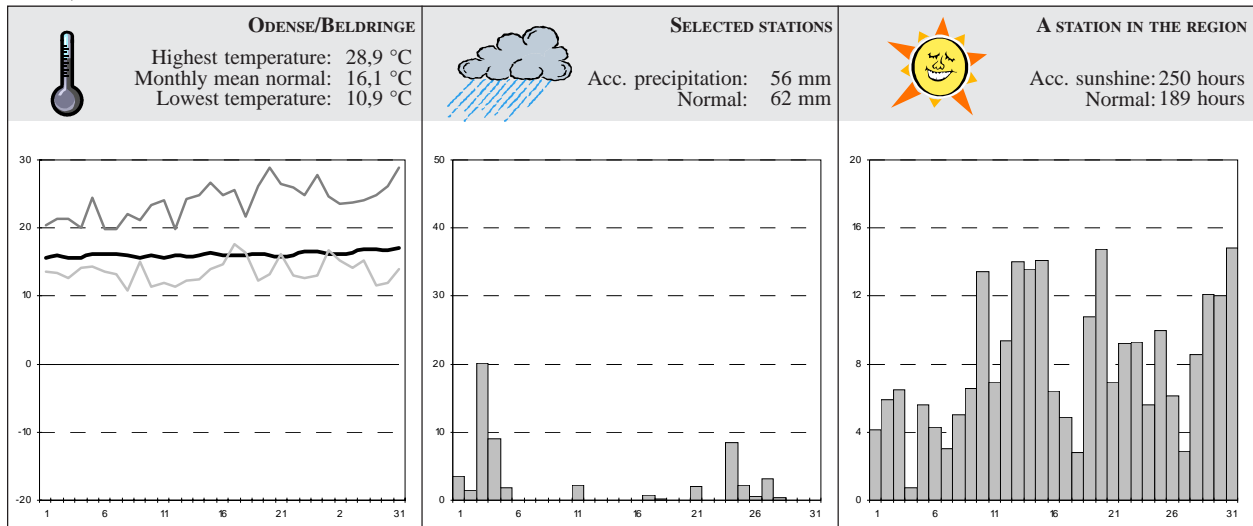 ODENSE/BELDRINGE
Highest temperature: 28,9 °C
Monthly mean normal: 16,1 °C
Lowest temperature: 10,9 °C
SELECTED STATIONS
Acc. precipitation: 56 mm
Normal: 62 mm
A STATION IN THE REGION
Acc. sunshine: 250 hours
Normal: 189 hours
30
20
10
0
-10
-20
1 6 11 16 21 2 31
50
40
30
20
10
0
1 6 11 16 21 26 31
20
16
12
8
4
0
1 6 11 16 21 26 31